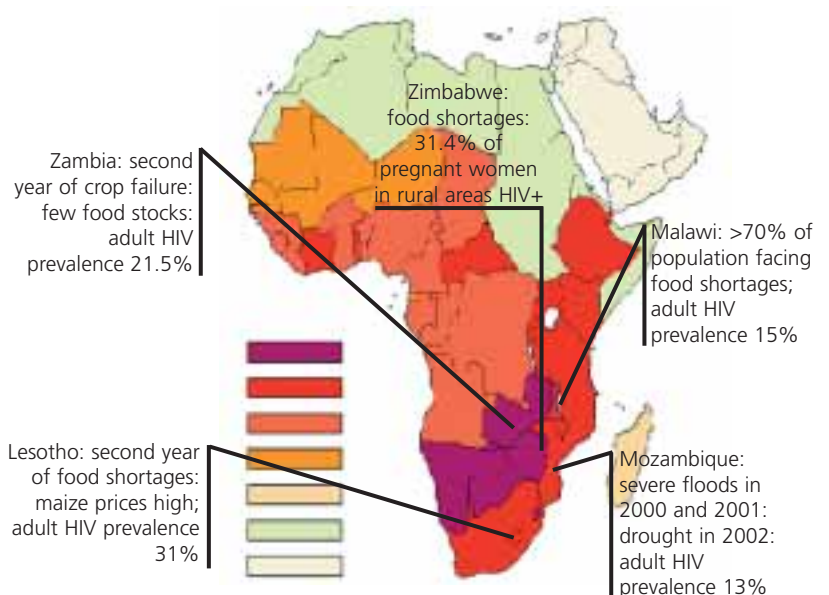 Zimbabwe:
food shortages:
31.4% of
pregnant women
in rural areas HIV+
Zambia: second
year of crop failure:
few food stocks:
adult HIV
prevalence 21.5%
Malawi: >70% of
population facing
food shortages;
adult HIV
prevalence 15%
Lesotho: second year
of food shortages:
maize prices high;
adult HIV prevalence
31%
Mozambique:
severe floods in
2000 and 2001:
drought in 2002:
adult HIV
prevalence 13%